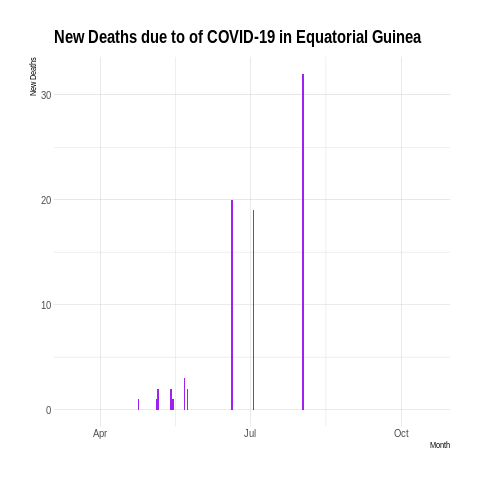 New Deaths due to of COVID-19 in Equatorial Guinea
New Deaths
30
20
10
0
Apr
Jul
Oct
Month